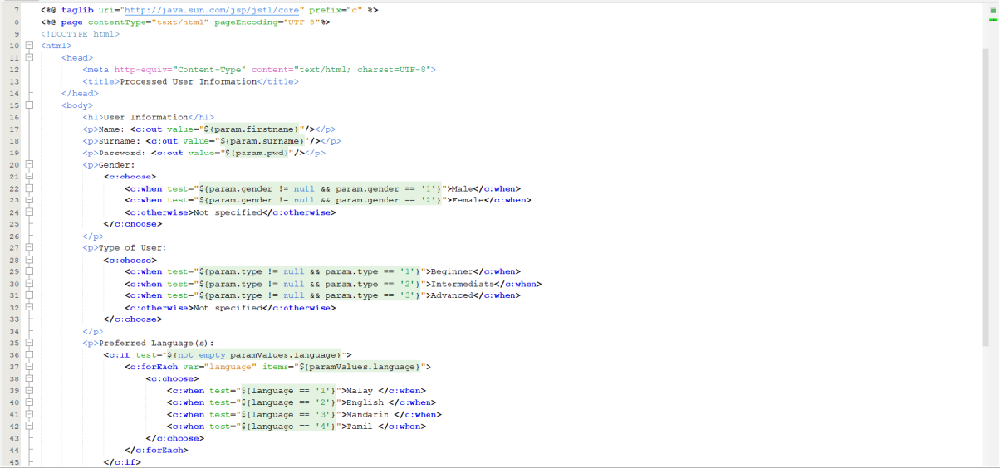 7 <%@ taglib uri="http://java.sun.com/jsp/jstl/core" prefix="c" %>
8 <%@ page contentType="text/html" pageEncoding="UTF-8"%>
9 <!DOCTYPE html>
10 <html>
11 <head>
12 <meta http-equiv="Content-Type" content="text/html; charset=UTF-8">
13 <title>Processed User Information</title>
14 </head>
15 <body>
16 <h1>User Information</h1>
17 <p>Name: <c:out value="${param.firstname}"/></p>
18 <p>Surname: <c:out value="${param.surname}"/></p>
19 <p>Password: <c:out value="${param.pwd}"/></p>
20 <p>Gender:
21 <c:choose>
22 <c:when test="${param.gender != null && param.gender == '1'}">Male</c:when>
23 <c:when test="${param.gender != null && param.gender == '2'}">Female</c:when>
24 <c:otherwise>Not specified</c:otherwise>
25 </c:choose>
26 </p>
27 <p>Type of User:
28 <c:choose>
29 <c:when test="${param.type != null && param.type == '1'}">Beginner</c:when>
30 <c:when test="${param.type != null && param.type == '2'}">Intermediate</c:when>
31 <c:when test="${param.type != null && param.type == '3'}">Advanced</c:when>
32 <c:otherwise>Not specified</c:otherwise>
33 </c:choose>
34 </p>
35 <p>Preferred Language(s):
36 <c:if test="${not empty paramValues.language}">
37 <c:forEach var="language" items="${paramValues.language}">
38 <c:choose>
39 <c:when test="${language == '1'}">Malay </c:when>
40 <c:when test="${language == '2'}">English </c:when>
41 <c:when test="${language == '3'}">Mandarin </c:when>
42 <c:when test="${language == '4'}">Tamil </c:when>
43 </c:choose>
44 </c:forEach>
45 </c:if>